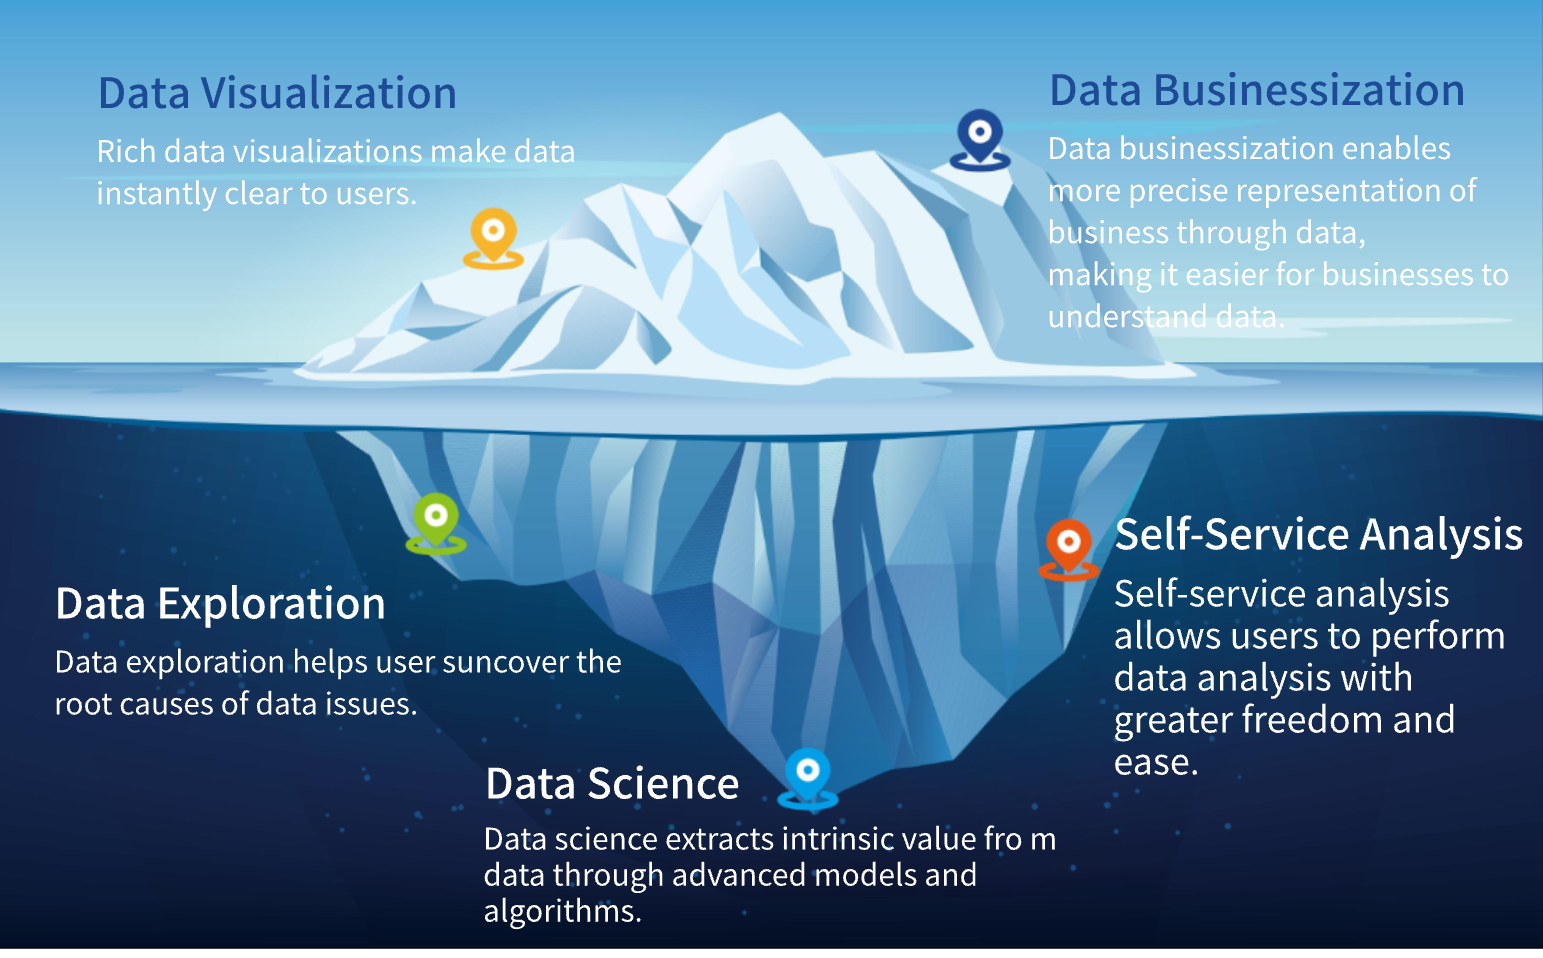 Data Visualization
Rich data visualizations make data
instantly clear to users.
Data Businessization
Data businessization enables
more precise representation of
business through data,
making it easier for businesses to
understand data.
Data Exploration
Data exploration helps user suncover the
root causes of data issues.
Self-Service Analysis
Self-service analysis
allows users to perform
data analysis with
greater freedom and
ease.
Data Science
Data science extracts intrinsic value fro m
data through advanced models and
algorithms.